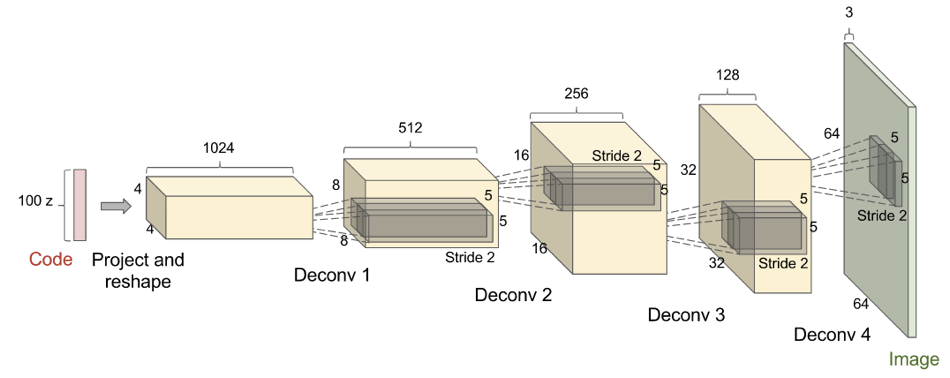 100 z
Code
Project and
reshape
1024
4
4
Deconv 1
512
8
8
5
5
Stride 2
Deconv 2
256
16
16
Stride 2
5
5
Deconv 3
128
32
32
5
5
Stride 2
Deconv 4
3
64
64
5
5
Stride 2
Image